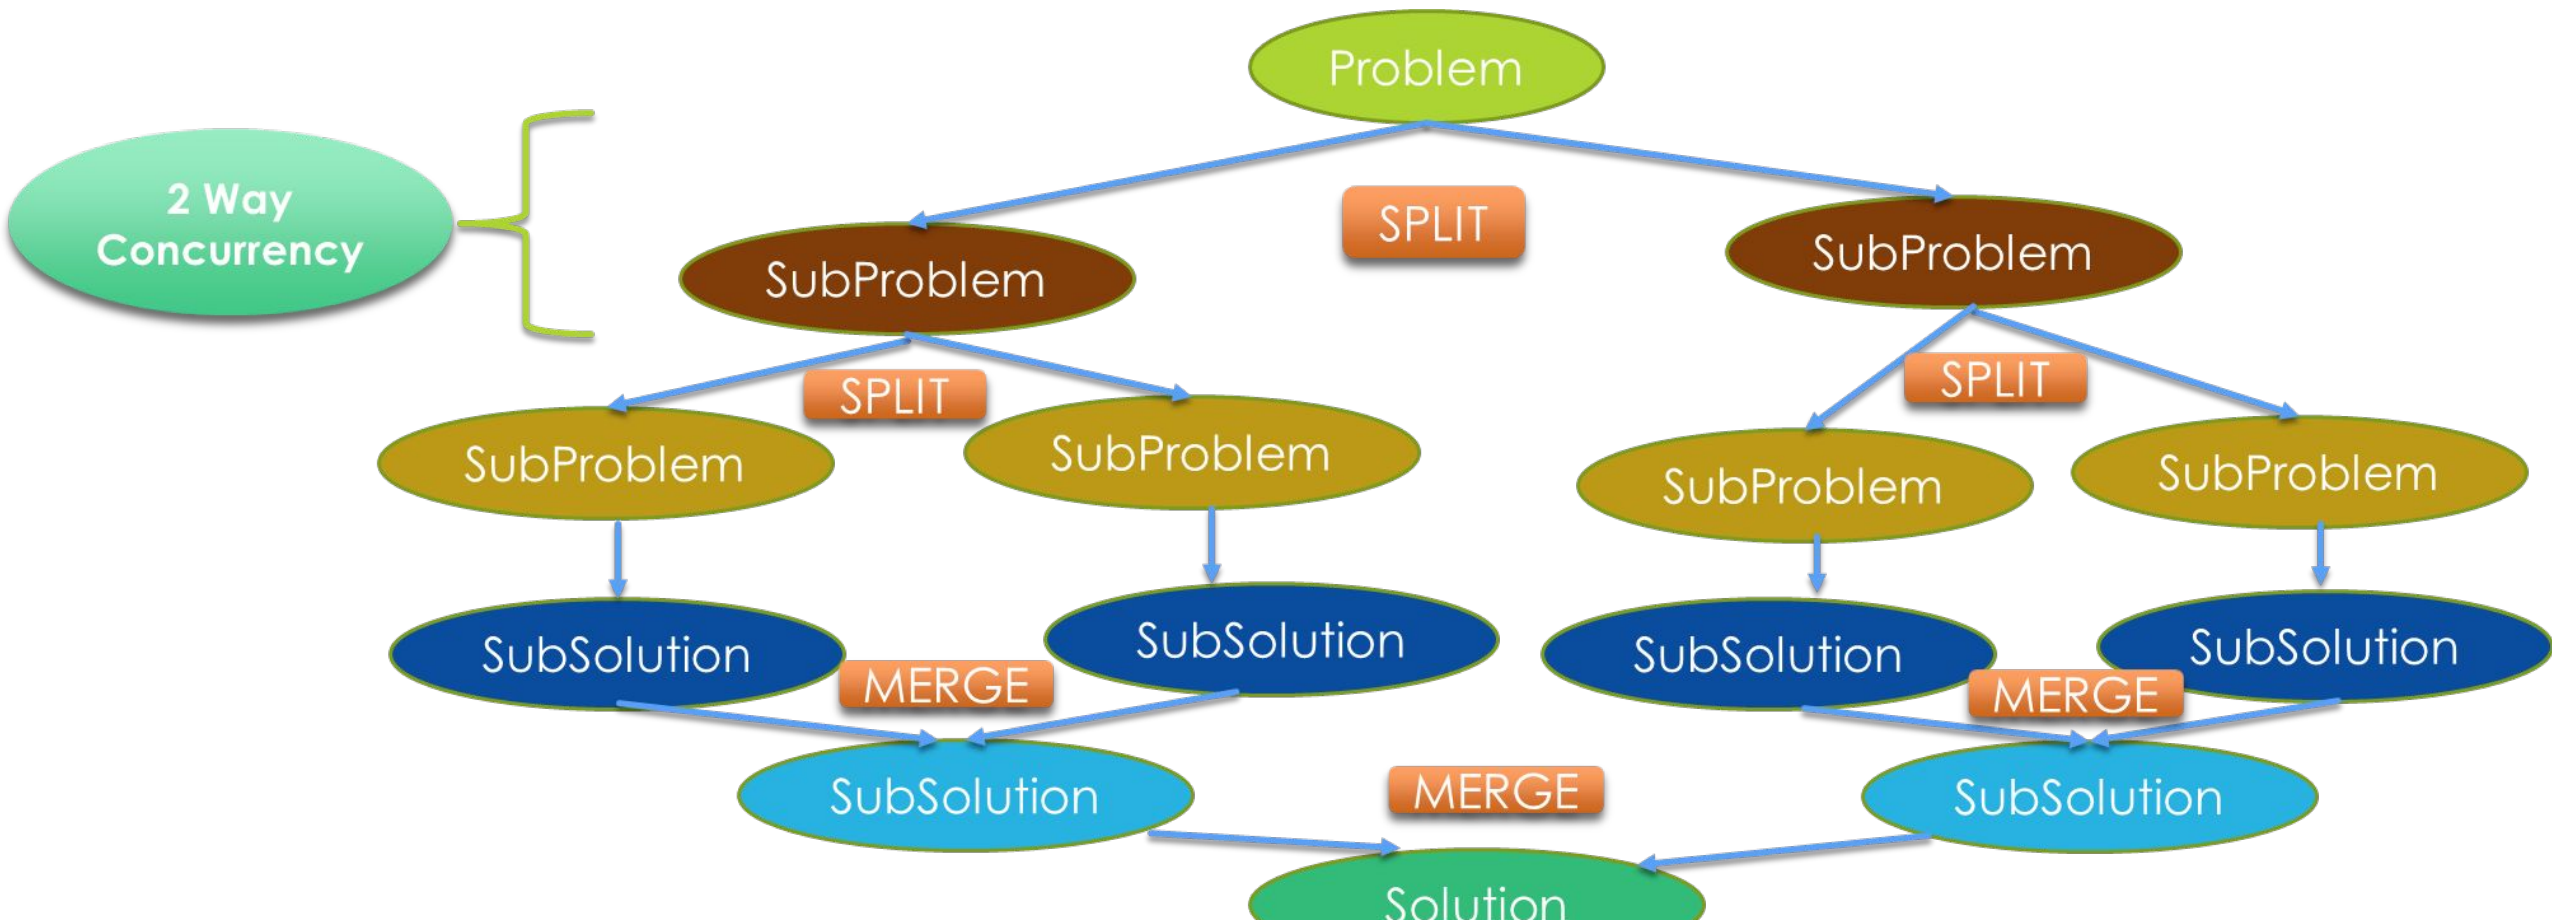 Problem
2 Way
Concurrency
SPLIT
SubProblem
SubProblem
SPLIT
SPLIT
SubProblem
SubProblem
SubProblem
SubProblem
SubSolution
SubSolution
SubSolution
SubSolution
MERGE
MERGE
SubSolution
SubSolution
MERGE
Solution